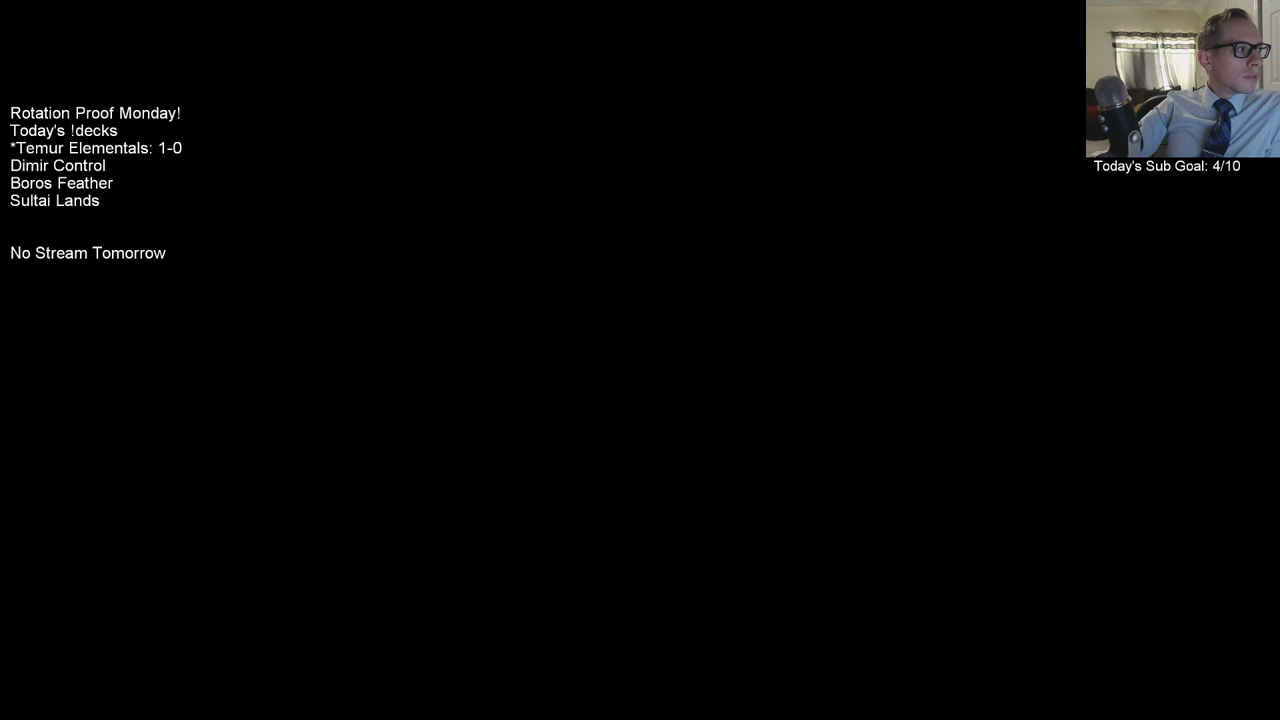 Rotation Proof Monday!
Today's !decks
*Temur Elementals: 1-0
Dimir Control
Boros Feather
Sultai Lands
No Stream Tomorrow
Today's Sub Goal: 4/10